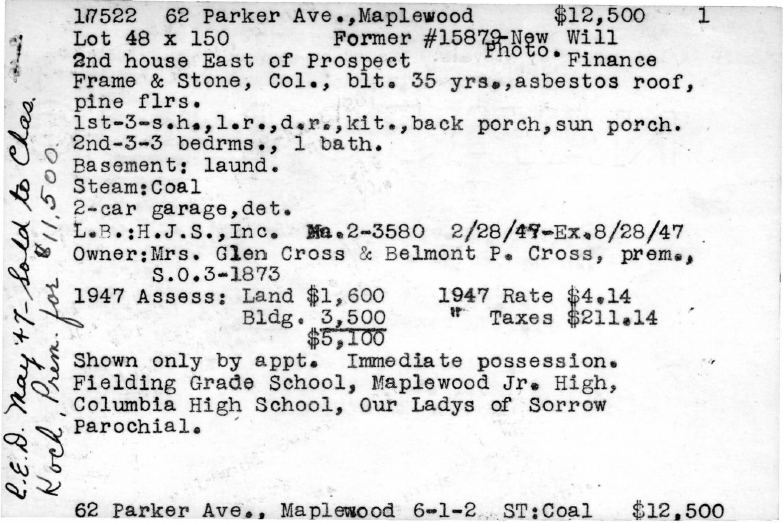 1/7522 62 Parker Ave.,Maplewood $12,500 1
Lot 48 x 150 Former #15879-New Will
Photo.
2nd house East of Prospect Finance
Frame & Stone, Col., blt. 35 yrs.,asbestos roof,
pine flrs.
1st-3-s.h.,l.r.,d.r.,kit.,back porch,sun porch.
2nd-3-3 bedrms., 1 bath.
Basement: laund.
Steam:Coal
2-car garage,det.
L.B.:H.J.S.,Inc. Ma.2-3580 2/28/47-Ex.8/28/47
Owner:Mrs. Glen Cross & Belmont P. Cross, prem.,
S.O.3-1873
1947 Assess: Land $1,600 1947 Rate $4.14
Bldg. 3,500 " Taxes $211.14
$5,100
Shown only by appt. Immediate possession.
Fielding Grade School, Maplewood Jr. High,
Columbia High School, Our Ladys of Sorrow
Parochial.
62 Parker Ave., Maplewood 6-1-2 ST:Coal $12,500
R.E.D. May 47-Sold to Chas.
Koch, Prem. for $11,500.